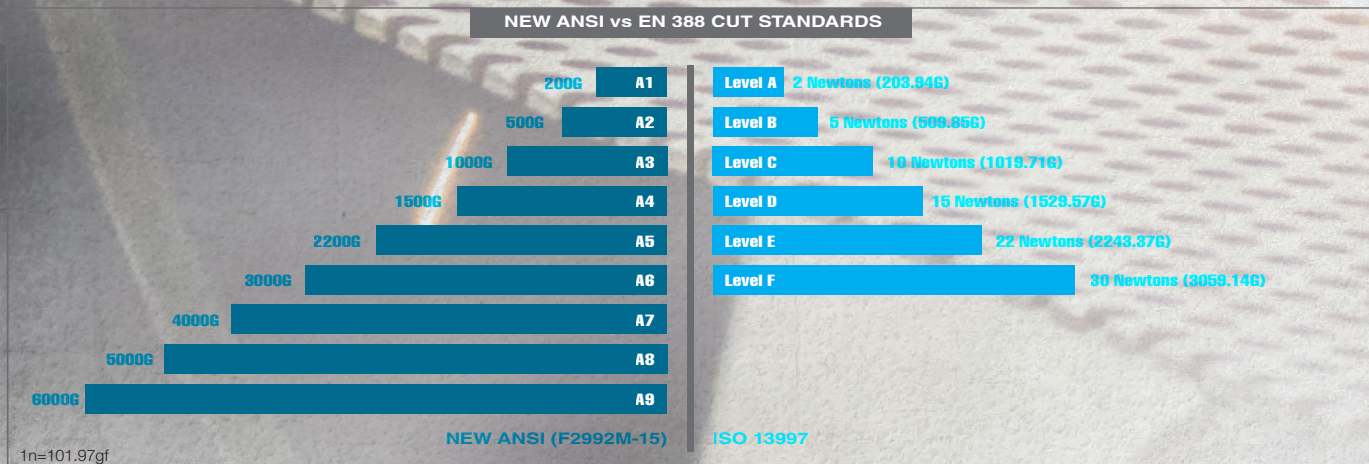 NEW ANSI vs EN 388 CUT STANDARDS
200G A1 Level A 2 Newtons (203.94G)
500G A2 Level B 5 Newtons (509.85G)
1000G A3 Level C 10 Newtons (1019.71G)
1500G A4 Level D 15 Newtons (1529.57G)
2200G A5 Level E 22 Newtons (2243.37G)
3000G A6 Level F 30 Newtons (3059.14G)
4000G A7
5000G A8
6000G A9
NEW ANSI (F2992M-15) ISO 13997
1n=101.97gf